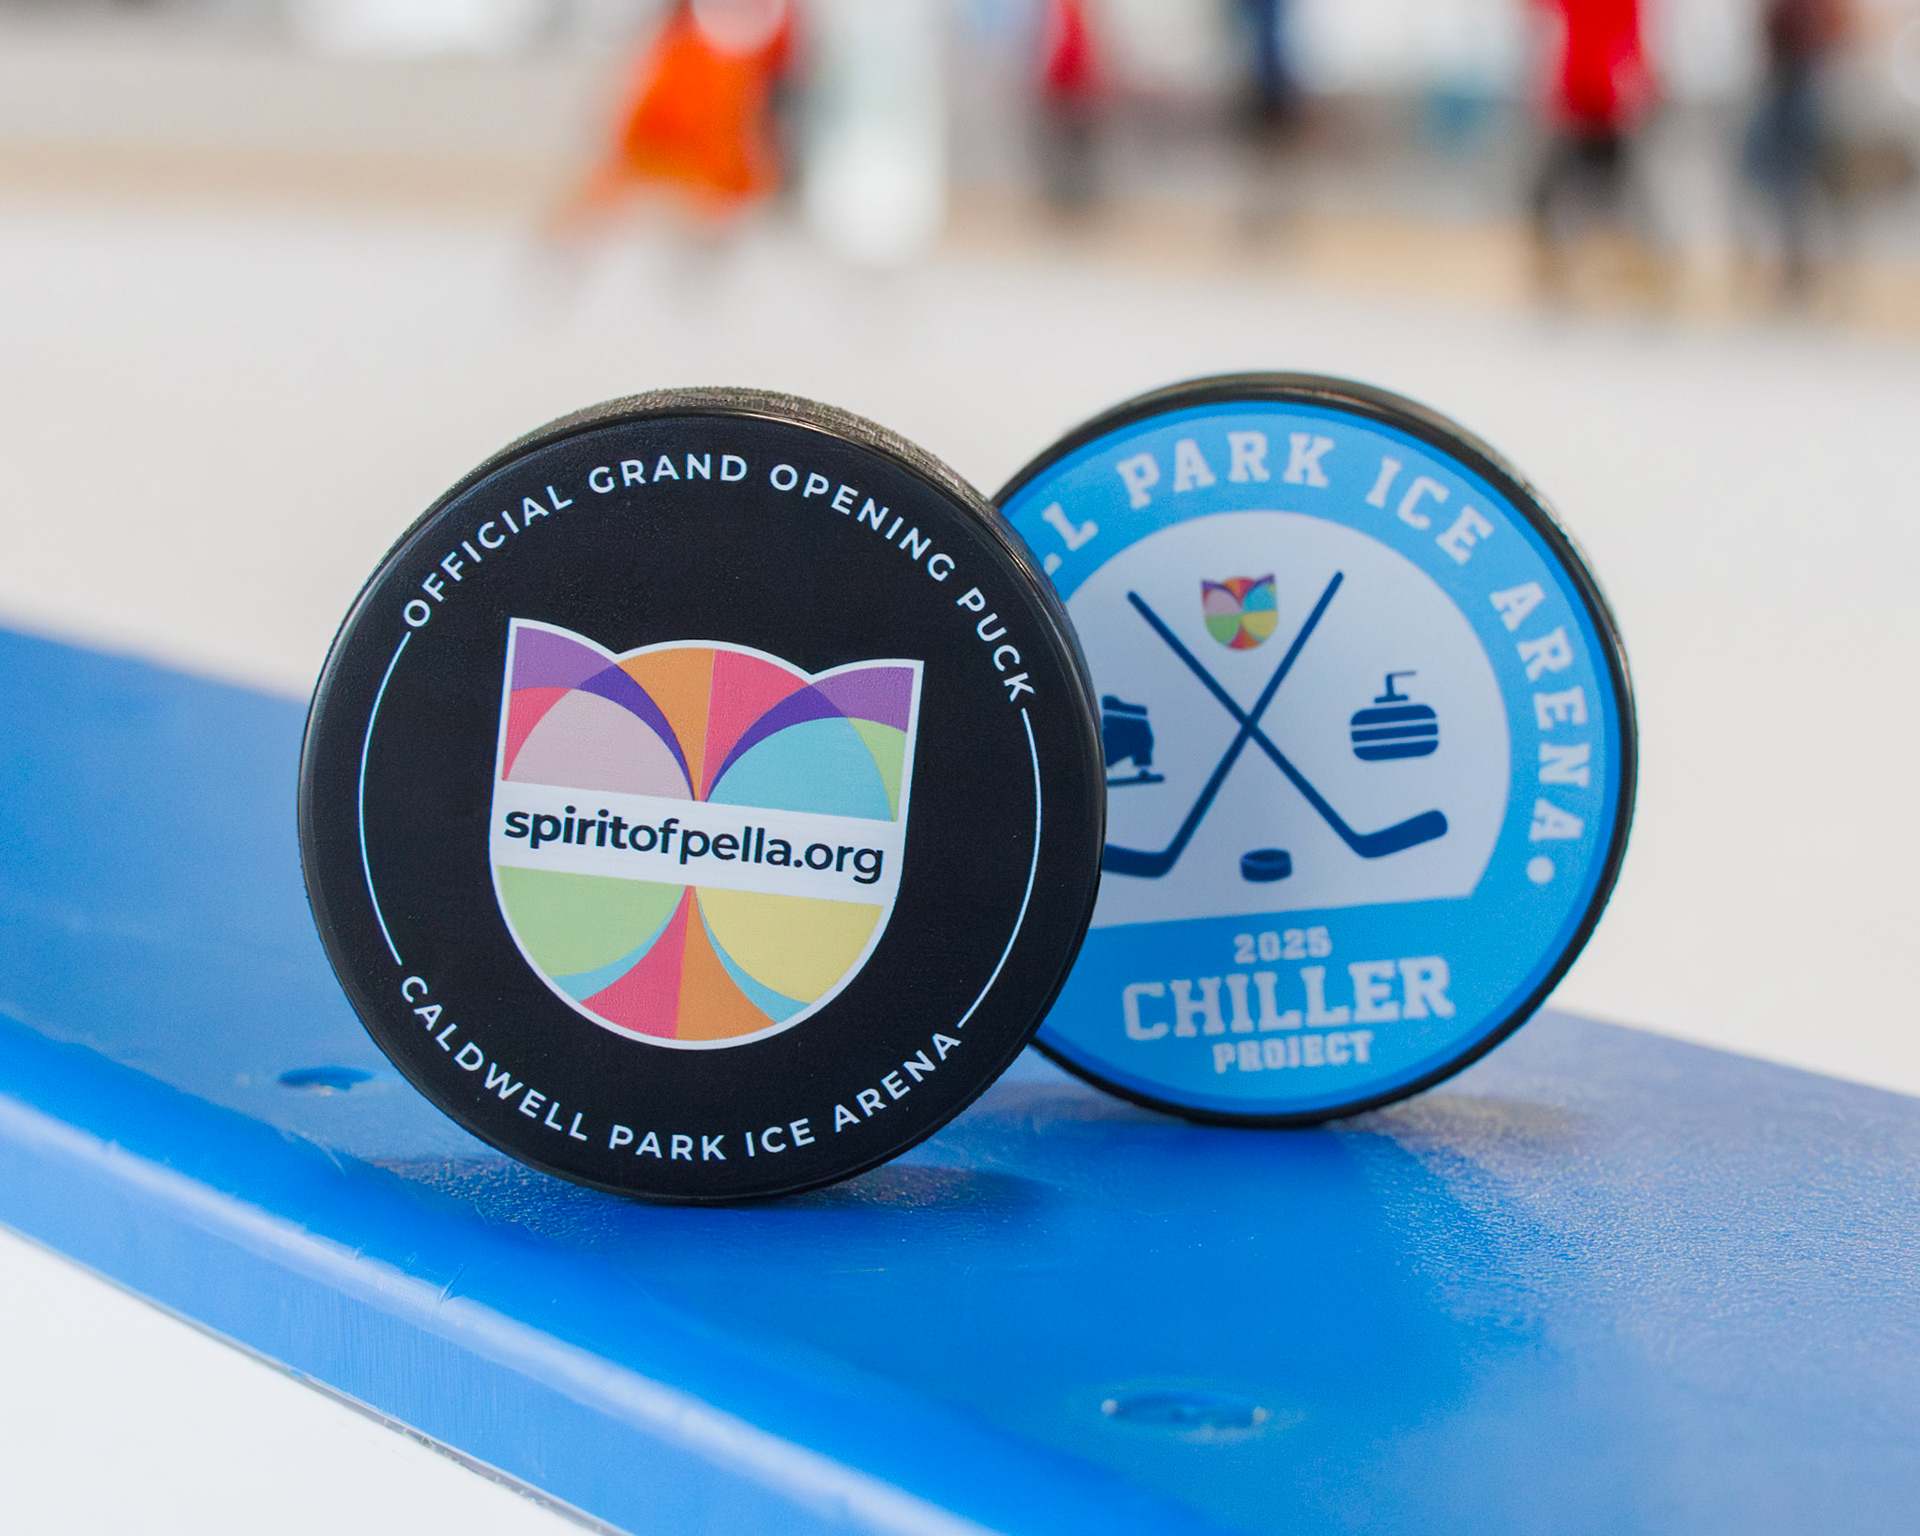 OFFICIAL GRAND OPENING PUCK
spiritofpella.org
CALDWELL PARK ICE ARENA
PARK ICE ARENA
2025
CHILLER
PROJECT